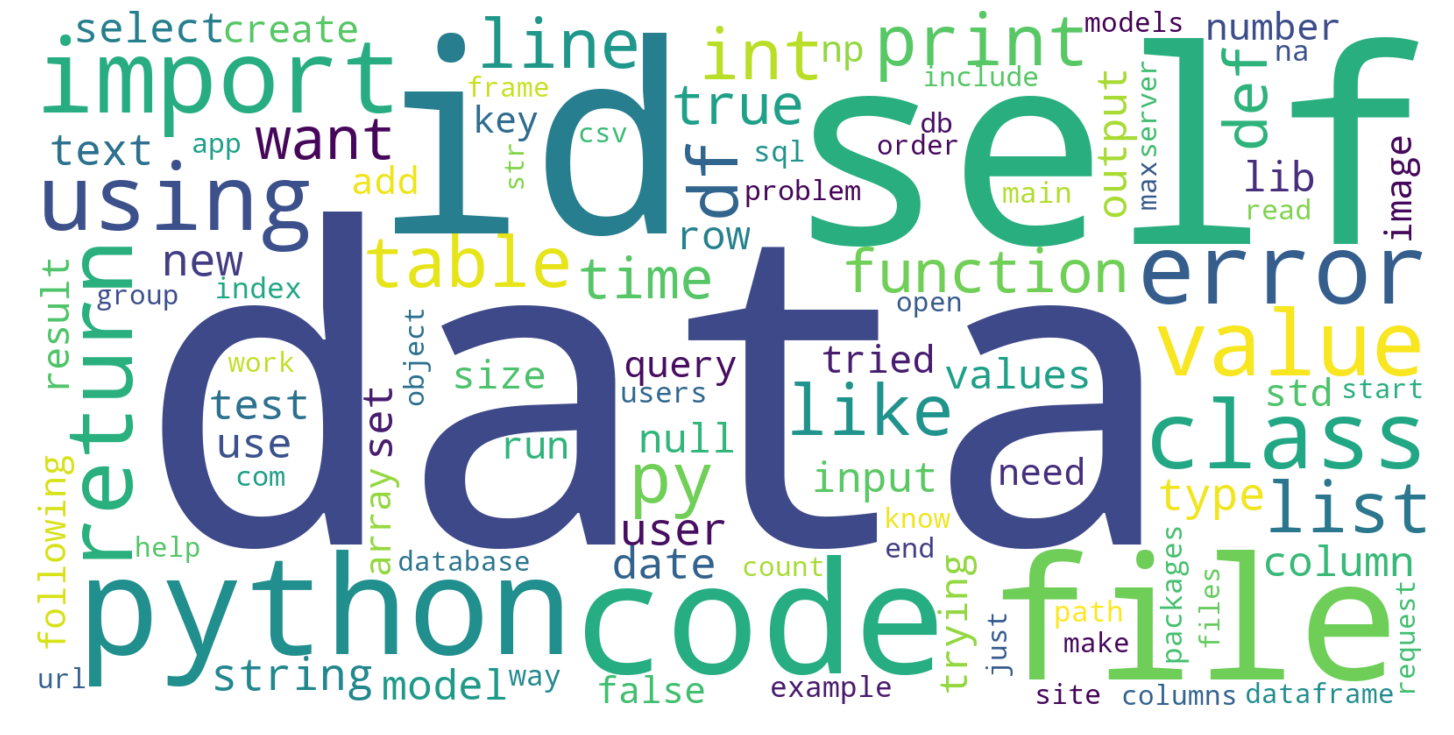 select
create
import
id
line
int
np
print
models
number
na
self
frame
key
csv
true
include
def
output
server
max
text
app
want
str
df
sql
db
order
lib
image
add
problem
main
read
using
row
new
table
time
function
error
group
index
open
return
result
data
object
work
size
query
tried
values
value
users
std
start
test
set
like
class
use
run
null
com
array
py
input
need
type
list
following
user
know
end
help
database
date
count
column
python
code
trying
file
packages
files
path
request
just
make
url
string
model
way
false
example
site
columns
dataframe